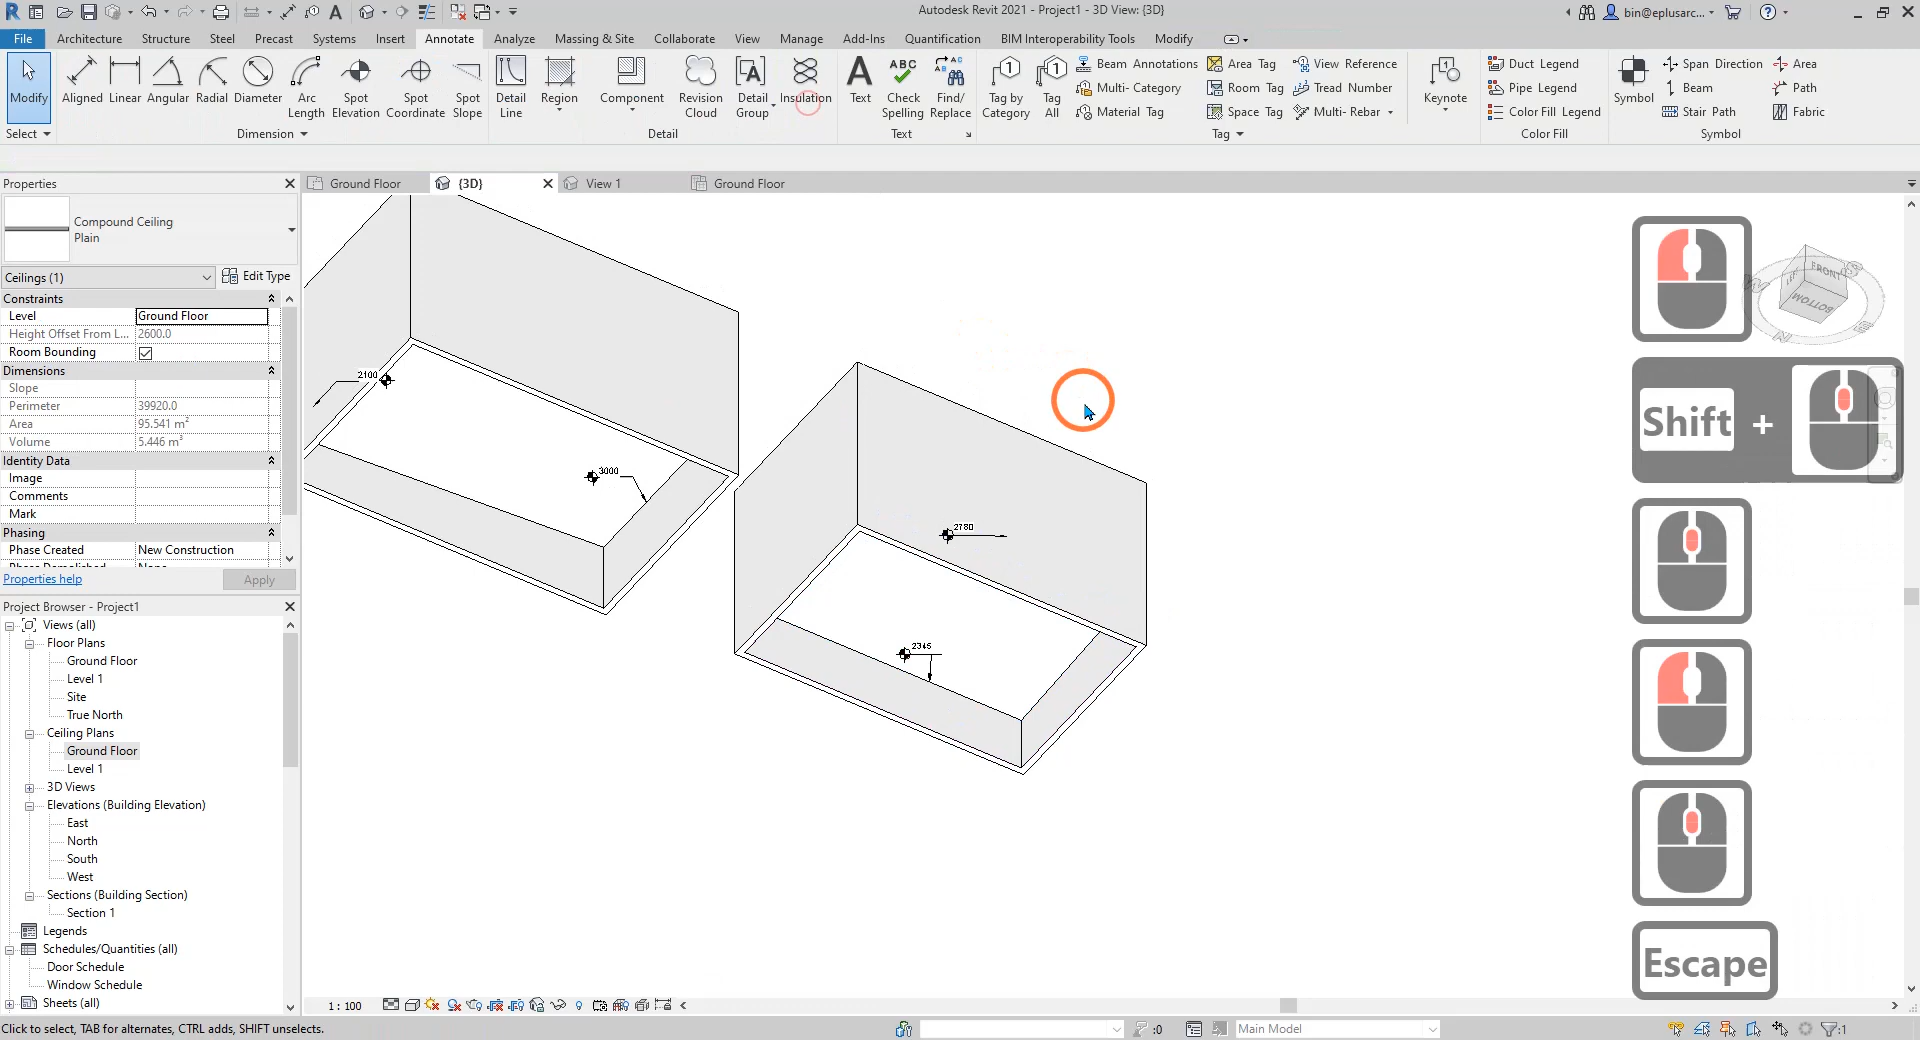 Autodesk Revit 2021 - Project1 - 3D View: {3D}
bin@eplusarc...
File Architecture Structure Steel Precast Systems Insert Annotate Analyze Massing & Site Collaborate View Manage Add-Ins Quantification BIM Interoperability Tools Modify
Modify
Select
Aligned Linear Angular Radial Diameter Arc Length Spot Elevation Spot Coordinate Spot Slope
Dimension
Detail Line Region Component Revision Cloud Detail Group Insulation
Detail
Text Check Spelling Find/ Replace
Text
Tag by Category Tag All
Beam Annotations Area Tag View Reference
Multi- Category Room Tag Tread Number
Material Tag Space Tag Multi- Rebar
Tag
Keynote
Duct Legend
Pipe Legend
Color Fill Legend
Color Fill
Symbol
Span Direction Area
Beam Path
Stair Path Fabric
Symbol
Properties
Ground Floor {3D} View 1 Ground Floor
Compound Ceiling
Plain
Ceilings (1) Edit Type
Constraints
Level Ground Floor
Height Offset From L... 2600.0
Room Bounding
Dimensions
Slope
Perimeter 39920.0
Area 95.541 m²
Volume 5.446 m³
Identity Data
Image
Comments
Mark
Phasing
Phase Created New Construction
Properties help Apply
Project Browser - Project1
Views (all)
Floor Plans
Ground Floor
Level 1
Site
True North
Ceiling Plans
Ground Floor
Level 1
3D Views
Elevations (Building Elevation)
East
North
South
West
Sections (Building Section)
Section 1
Legends
Schedules/Quantities (all)
Door Schedule
Window Schedule
Sheets (all)
2100
3000
2780
2345
FRONT
LEFT
BOTTOM
Shift +
Escape
1 : 100
Click to select, TAB for alternates, CTRL adds, SHIFT unselects.
:0
Main Model
:1